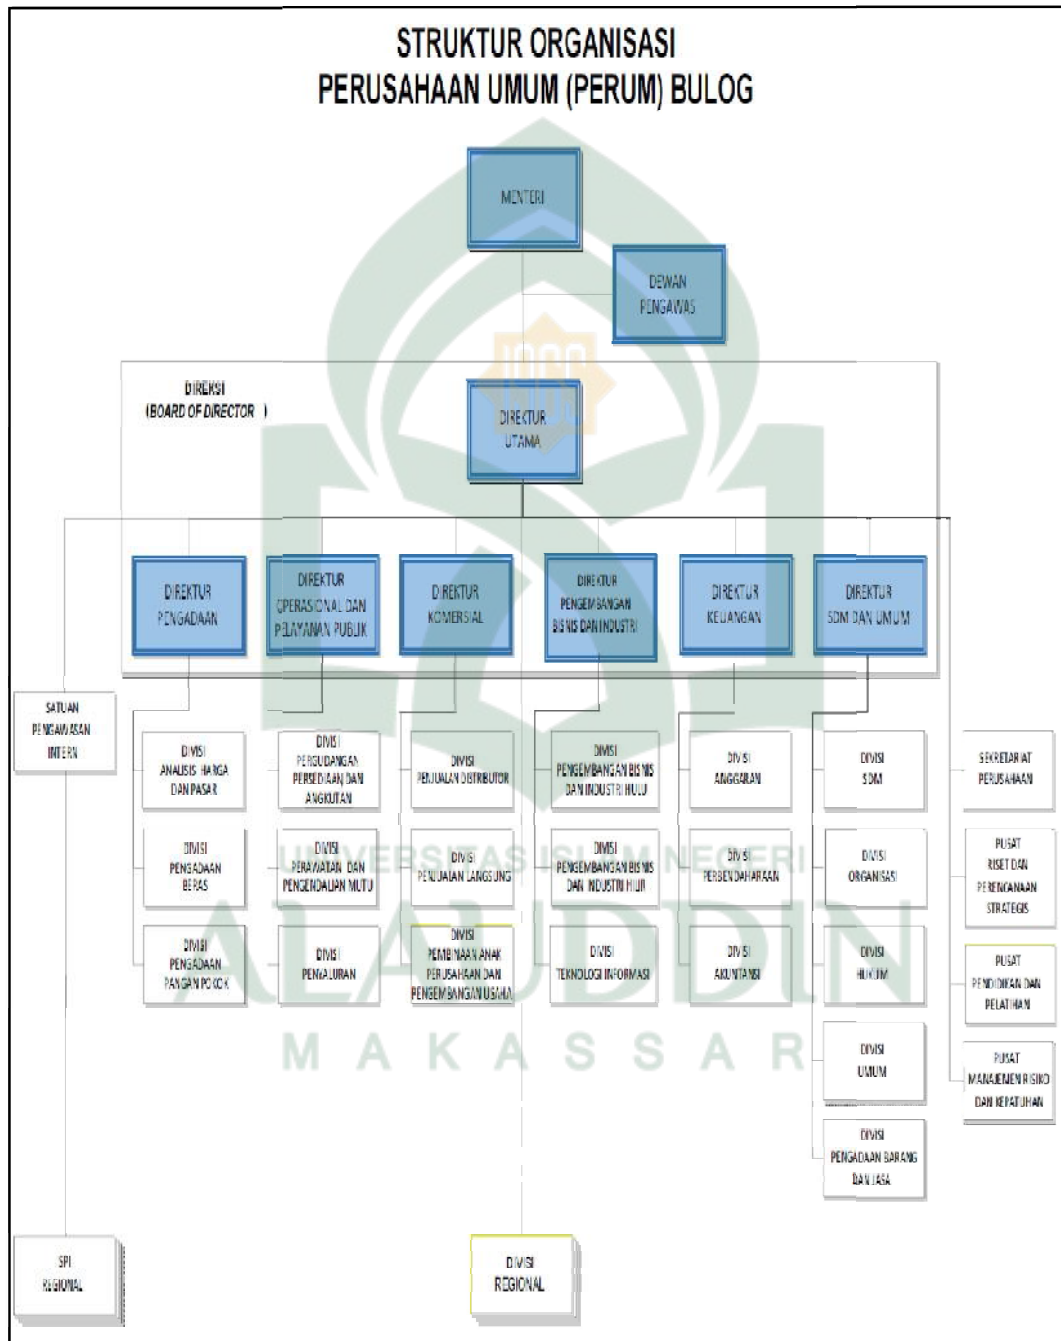 STRUKTUR ORGANISASI
PERUSAHAAN UMUM (PERUM) BULOG
MENTERI
DEWAN
PENGAWAS
DIREKSI
(BOARD OF DIRECTOR )
DIREKTUR
UTAMA
DIREKTUR
PENGADAAN
DIREKTUR
OPERASIONAL DAN
PELAYANAN PUBLIK
DIREKTUR
KOMERSIAL
DIREKTUR
PENGEMBANGAN
BISNIS DAN INDUSTRI
DIREKTUR
KEUANGAN
DIREKTUR
SDM DAN UMUM
SATUAN
PENGAWASAN
INTERN
DIVISI
ANALISIS HARGA
DAN PASAR
DIVISI
PERGUDANGAN
PERSEDIAAN DAN
ANGKUTAN
DIVISI
PENJUALAN DISTRIBUTOR
DIVISI
PENGEMBANGAN BISNIS
DAN INDUSTRI HULU
DIVISI
ANGGARAN
DIVISI
SDM
SEKRETARIAT
PERUSAHAAN
DIVISI
PENGADAAN
BERAS
DIVISI
PERAWATAN DAN
PENGENDALIAN MUTU
DIVISI
PENJUALAN LANGSUNG
DIVISI
PENGEMBANGAN BISNIS
DAN INDUSTRI HILIR
DIVISI
PERBENDAHARAAN
DIVISI
ORGANISASI
PUSAT
RISET DAN
PERENCANAAN
STRATEGIS
UNIVERSITAS ISLAM NEGERI
ALAUDDIN
MAKASSAR
DIVISI
PENGADAAN
PANGAN POKOK
DIVISI
PENYALURAN
DIVISI
PEMBINAAN ANAK
PERUSAHAAN DAN
PENGEMBANGAN USAHA
DIVISI
TEKNOLOGI INFORMASI
DIVISI
AKUNTANSI
DIVISI
HUKUM
PUSAT
PENDIDIKAN DAN
PELATIHAN
DIVISI
UMUM
PUSAT
MANAJEMEN RISIKO
DAN KEPATUHAN
DIVISI
PENGADAAN BARANG
DAN JASA
SPI
REGIONAL
DIVISI
REGIONAL